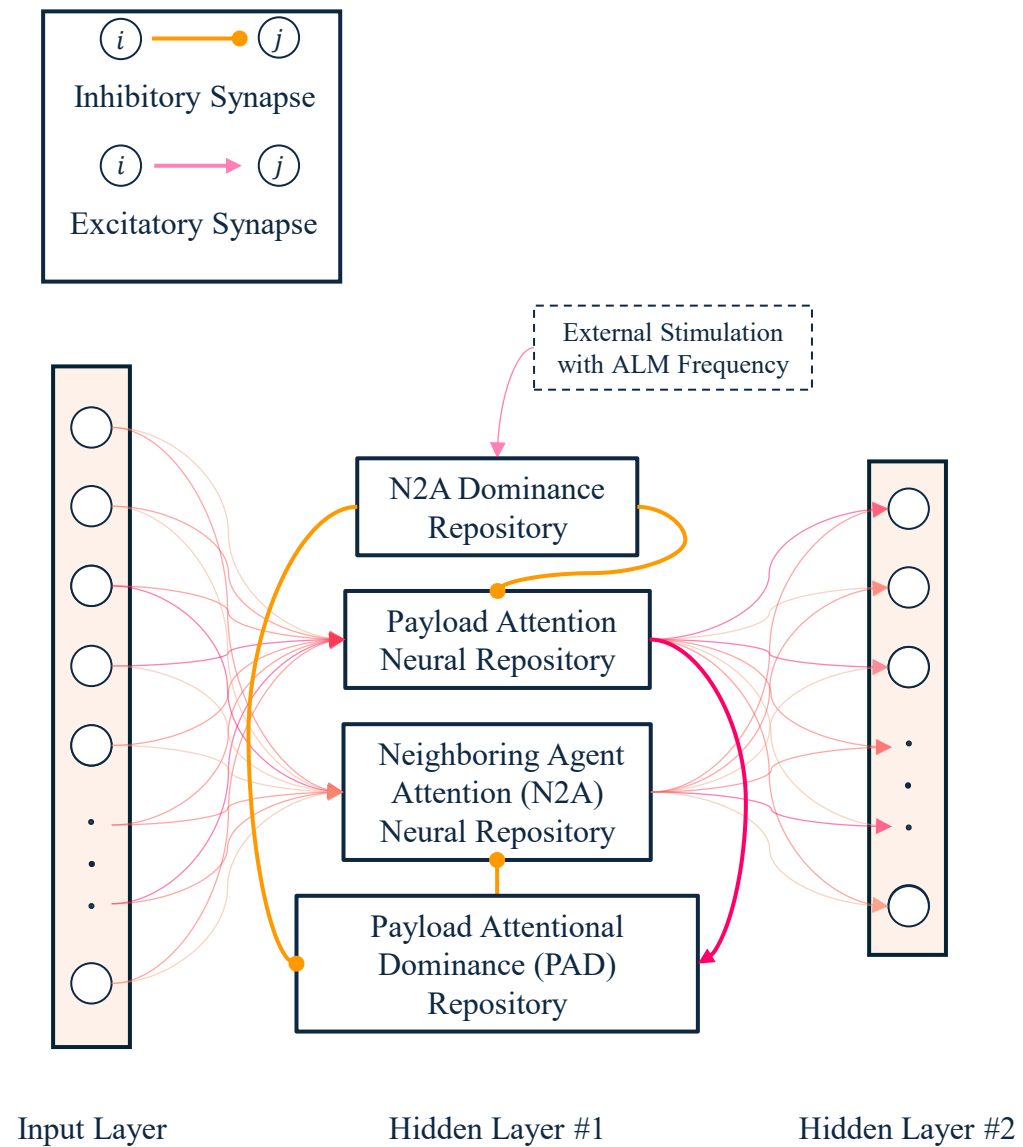 i j
Inhibitory Synapse
i j
Excitatory Synapse
External Stimulation
with ALM Frequency
N2A Dominance
Repository
Payload Attention
Neural Repository
Neighboring Agent
Attention (N2A)
Neural Repository
Payload Attentional
Dominance (PAD)
Repository
Input Layer
Hidden Layer #1
Hidden Layer #2